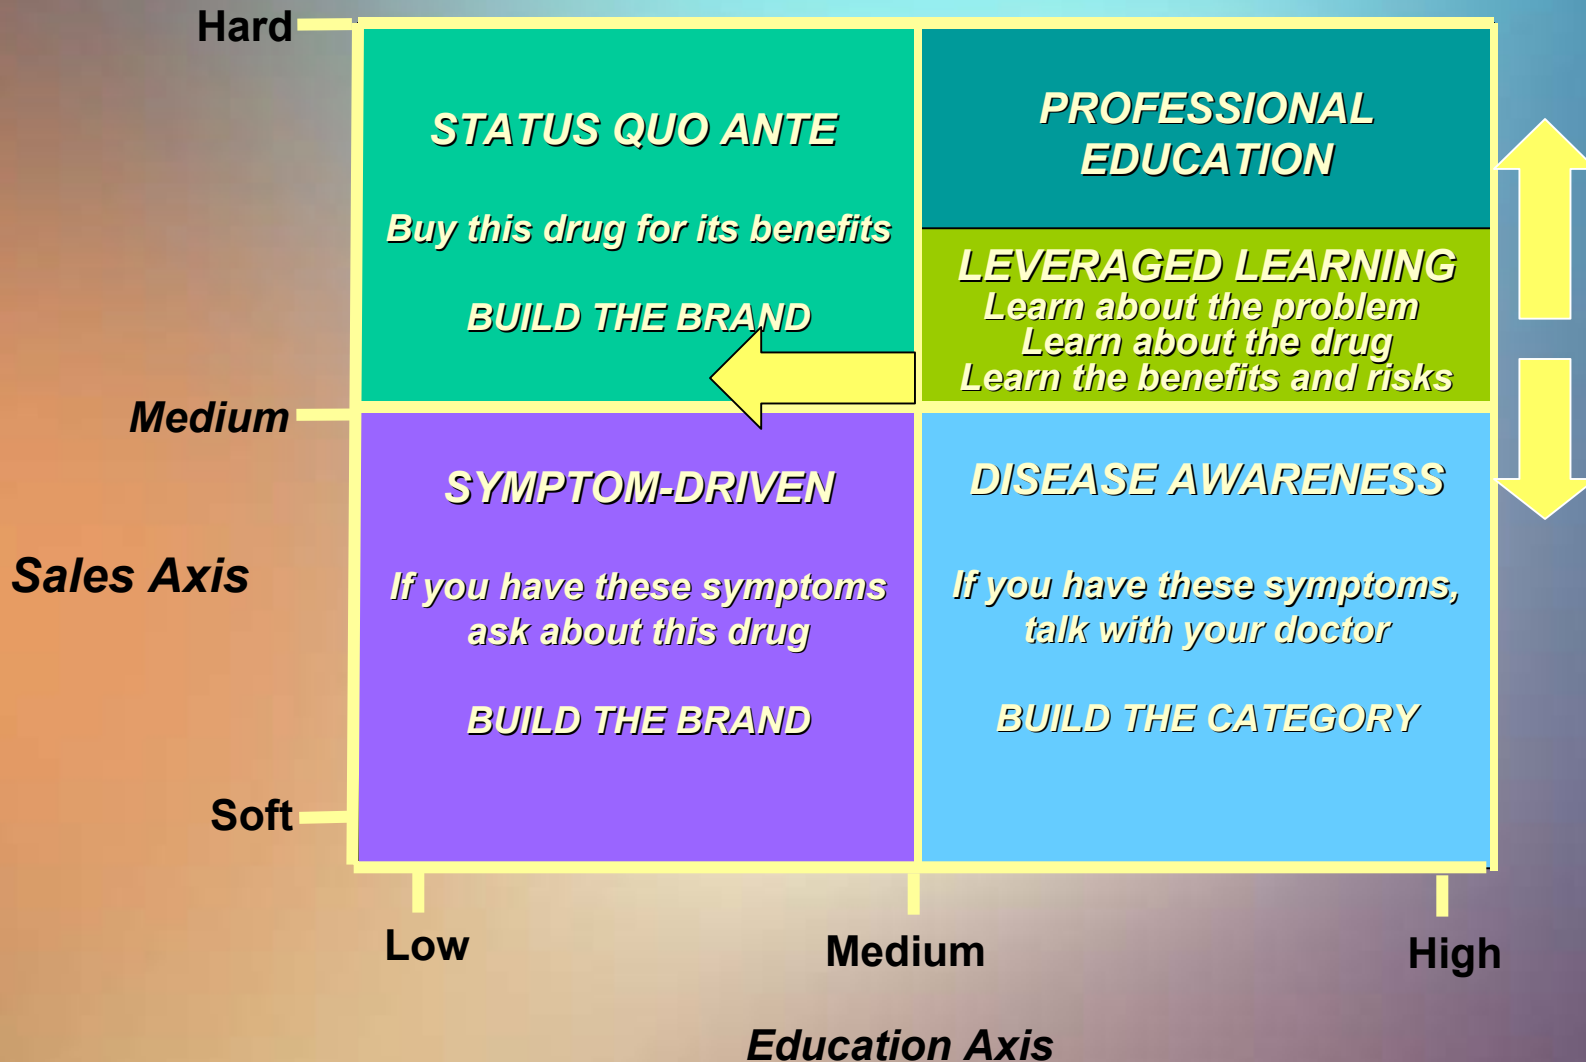 Hard
STATUS QUO ANTE
Buy this drug for its benefits
BUILD THE BRAND
PROFESSIONAL
EDUCATION
LEVERAGED LEARNING
Learn about the problem
Learn about the drug
Learn the benefits and risks
Medium
Sales Axis
SYMPTOM-DRIVEN
If you have these symptoms
ask about this drug
BUILD THE BRAND
DISEASE AWARENESS
If you have these symptoms,
talk with your doctor
BUILD THE CATEGORY
Soft
Low
Medium
High
Education Axis